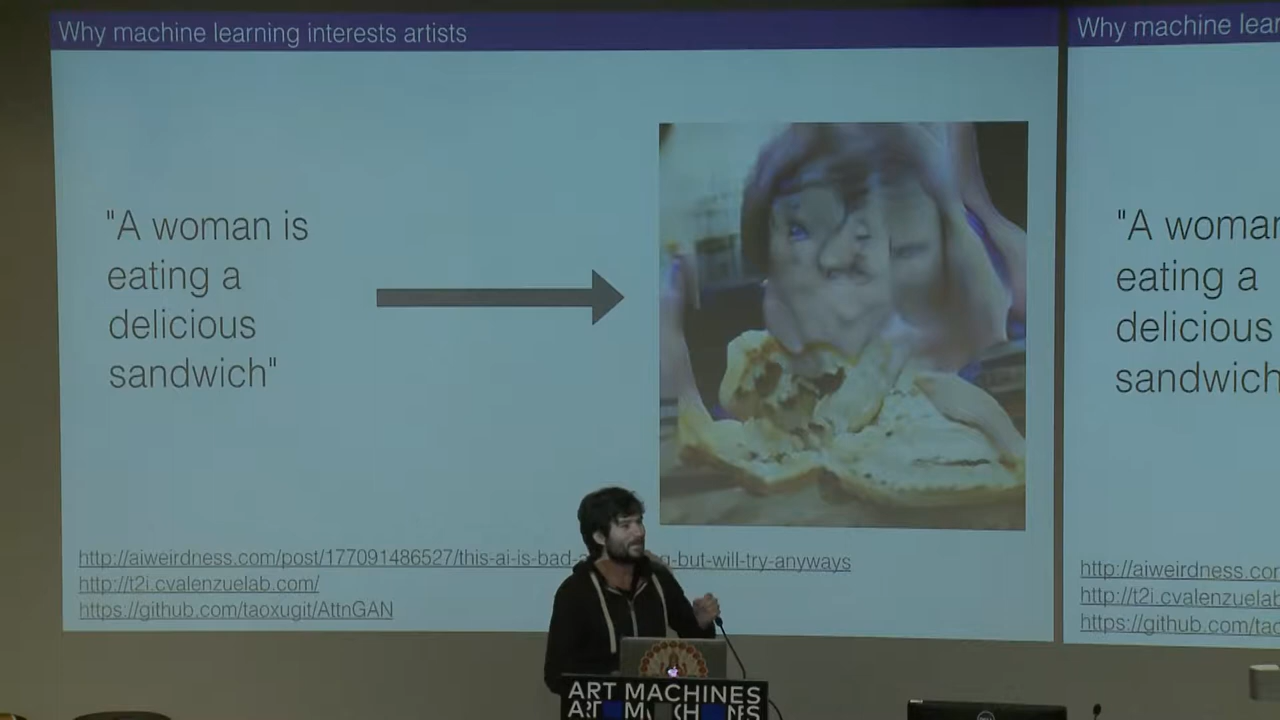 Why machine learning interests artists
"A woman is
eating a
delicious
sandwich"
http://aiweirdness.com/post/177091486527/this-ai-is-bad-a g-but-will-try-anyways
http://t2i.cvalenzuelab.com/
https://github.com/taoxugit/AttnGAN
Why machine lear
"A woman
eating a
delicious
sandwich
http://aiweirdness.cor
http://t2i.cvalenzuelab
https://github.com/tao
ART MACHINES